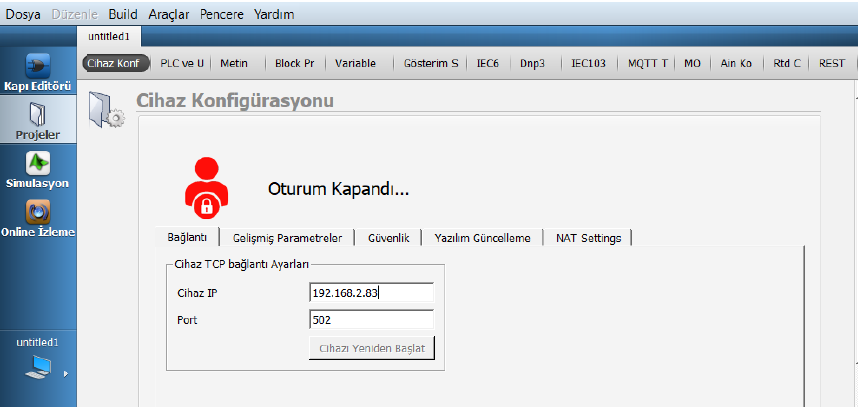 Dosya Düzenle Build Araçlar Pencere Yardım
untitled1
Cihaz Konf PLC ve U Metin Block Pr Variable Gösterim S IEC6 Dnp3 IEC103 MQTT T MO Ain Ko Rtd C REST
Kapı Editörü
Projeler
Simulasyon
Online İzleme
untitled1
Cihaz Konfigürasyonu
Oturum Kapandı...
Bağlantı Gelişmiş Parametreler Güvenlik Yazılım Güncelleme NAT Settings
Cihaz TCP bağlantı Ayarları
Cihaz IP 192.168.2.83
Port 502
Cihazı Yeniden Başlat